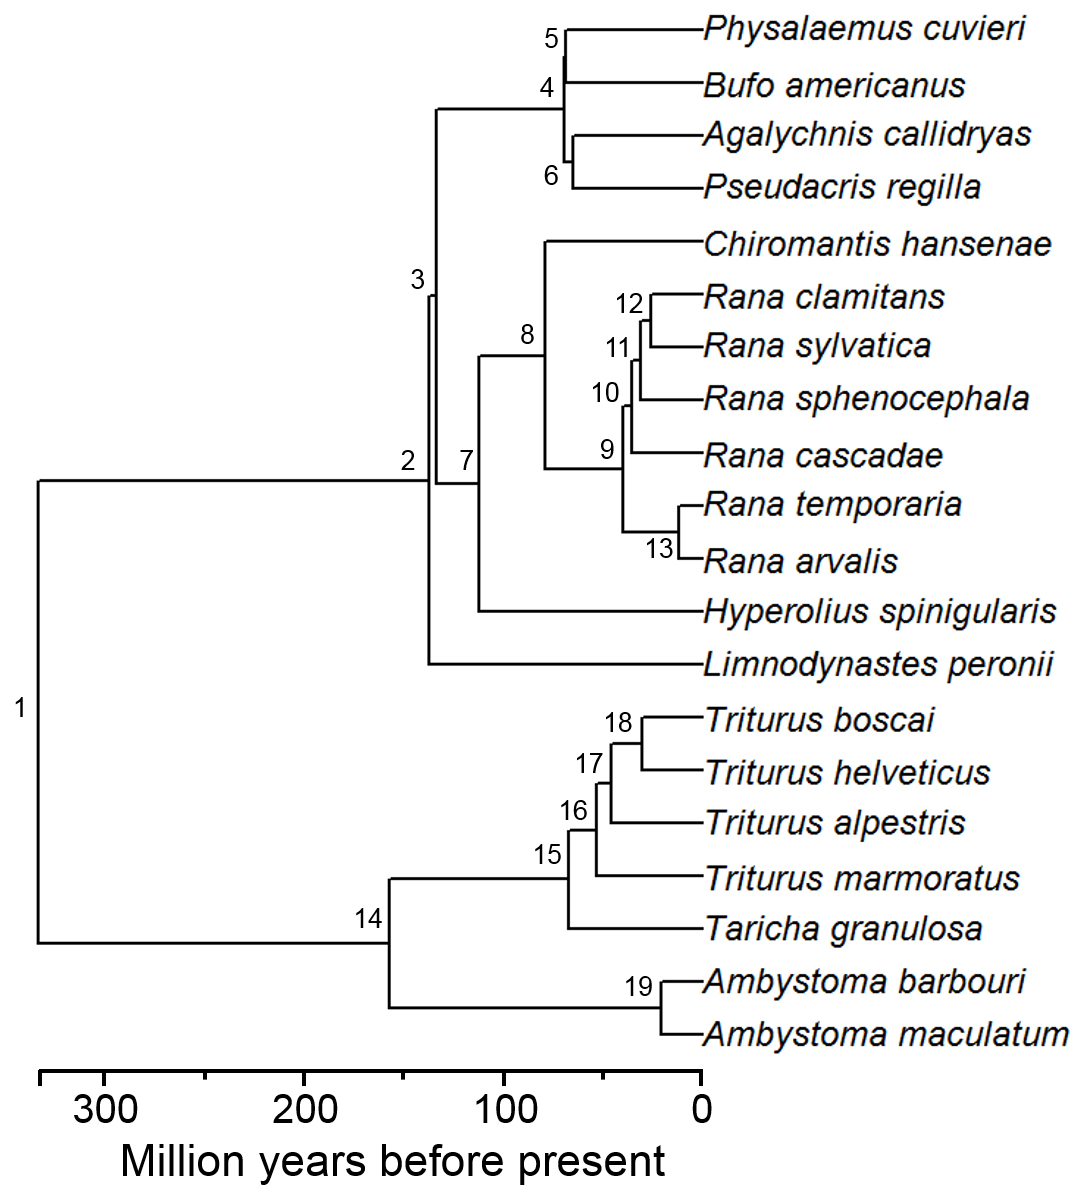 5
Physalaemus cuvieri
4
Bufo americanus
Agalychnis callidryas
6
Pseudacris regilla
Chiromantis hansenae
3
12
Rana clamitans
8
11
Rana sylvatica
10
Rana sphenocephala
2
7
9
Rana cascadae
Rana temporaria
13
Rana arvalis
Hyperolius spinigularis
Limnodynastes peronii
1
18
Triturus boscai
17
Triturus helveticus
16
Triturus alpestris
15
Triturus marmoratus
14
Taricha granulosa
19
Ambystoma barbouri
Ambystoma maculatum
300 200 100 0
Million years before present